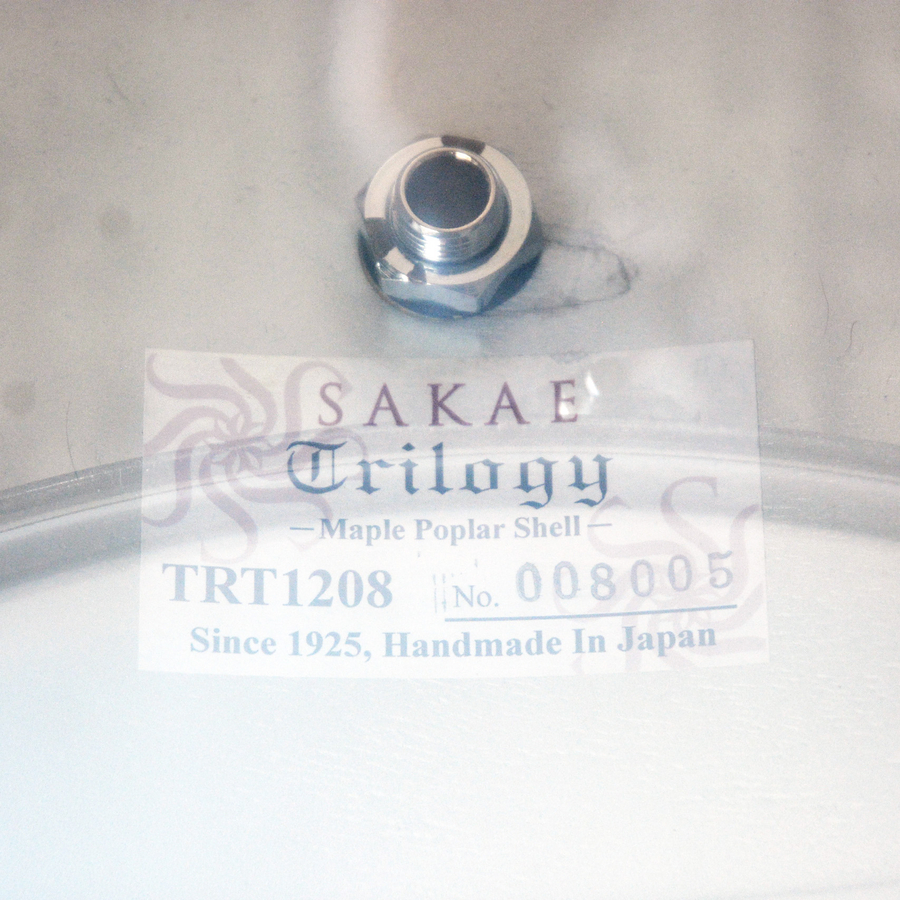 SAKAE
Trilogy
—Maple Poplar Shell—
TRT1208 No. 008005
Since 1925, Handmade In Japan